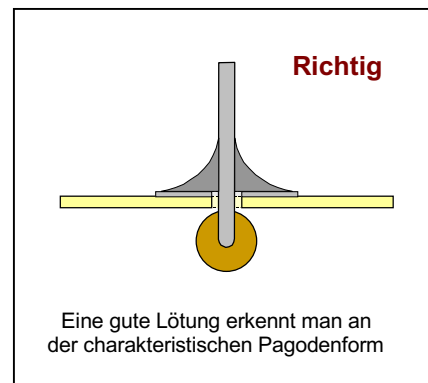 Richtig
Eine gute Lötung erkennt man an
der charakteristischen Pagodenform